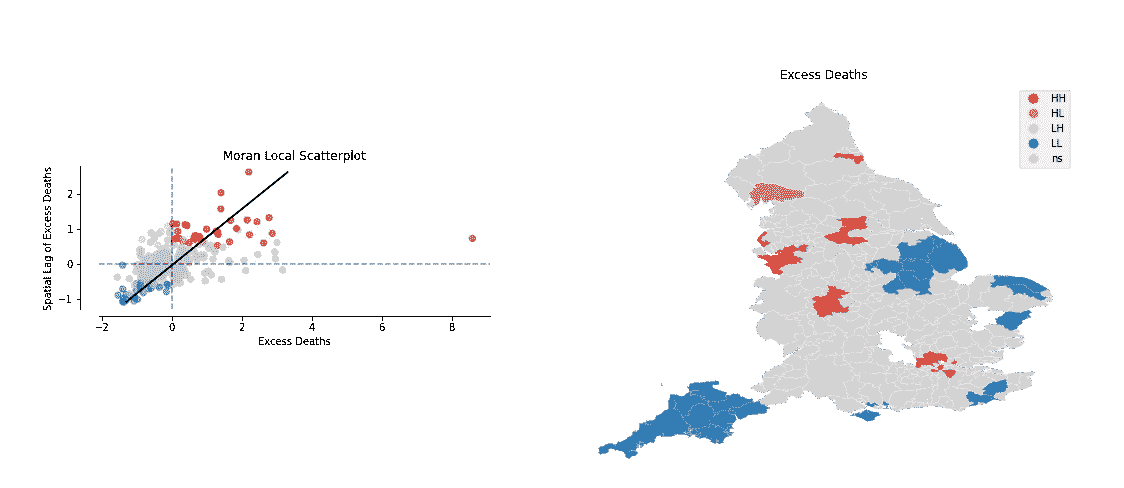 Moran Local Scatterplot
Spatial Lag of Excess Deaths
2
1
0
−1
−2
0
2
4
6
8
Excess Deaths
Excess Deaths
HH
HL
LH
LL
ns